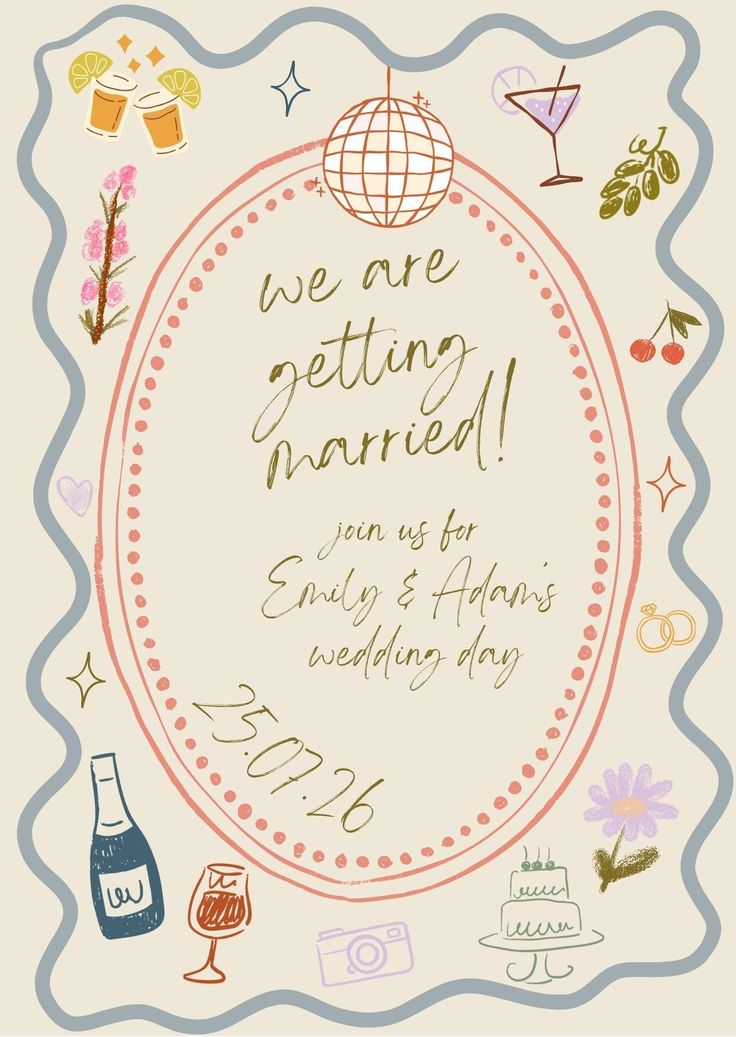 we are
getting
married!
join us for
Emily & Adam's
wedding day
25.07.26